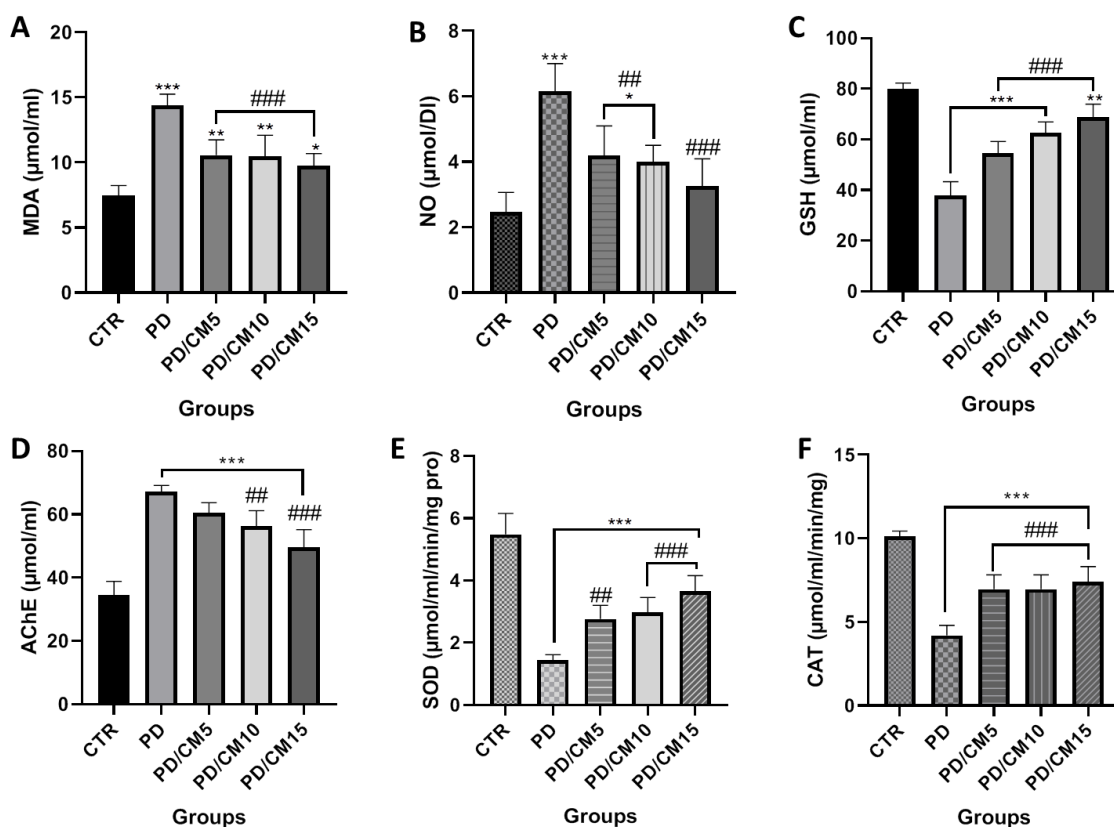 A
MDA (µmol/ml)
20
15
10
5
0
***
**
**
*
###
CTR
PD
PD/CM5
PD/CM10
PD/CM15
Groups
B
NO (µmol/Dl)
8
6
4
2
0
***
##
*
###
CTR
PD
PD/CM5
PD/CM10
PD/CM15
Groups
C
GSH (µmol/ml)
100
80
60
40
20
0
###
***
**
CTR
PD
PD/CM5
PD/CM10
PD/CM15
Groups
D
AChE (µmol/ml)
80
60
40
20
0
***
##
###
CTR
PD
PD/CM5
PD/CM10
PD/CM15
Groups
E
SOD (µmol/ml/min/mg pro)
8
6
4
2
0
***
###
##
CTR
PD
PD/CM5
PD/CM10
PD/CM15
Groups
F
CAT (µmol/ml/min/mg)
15
10
5
0
***
###
CTR
PD
PD/CM5
PD/CM10
PD/CM15
Groups